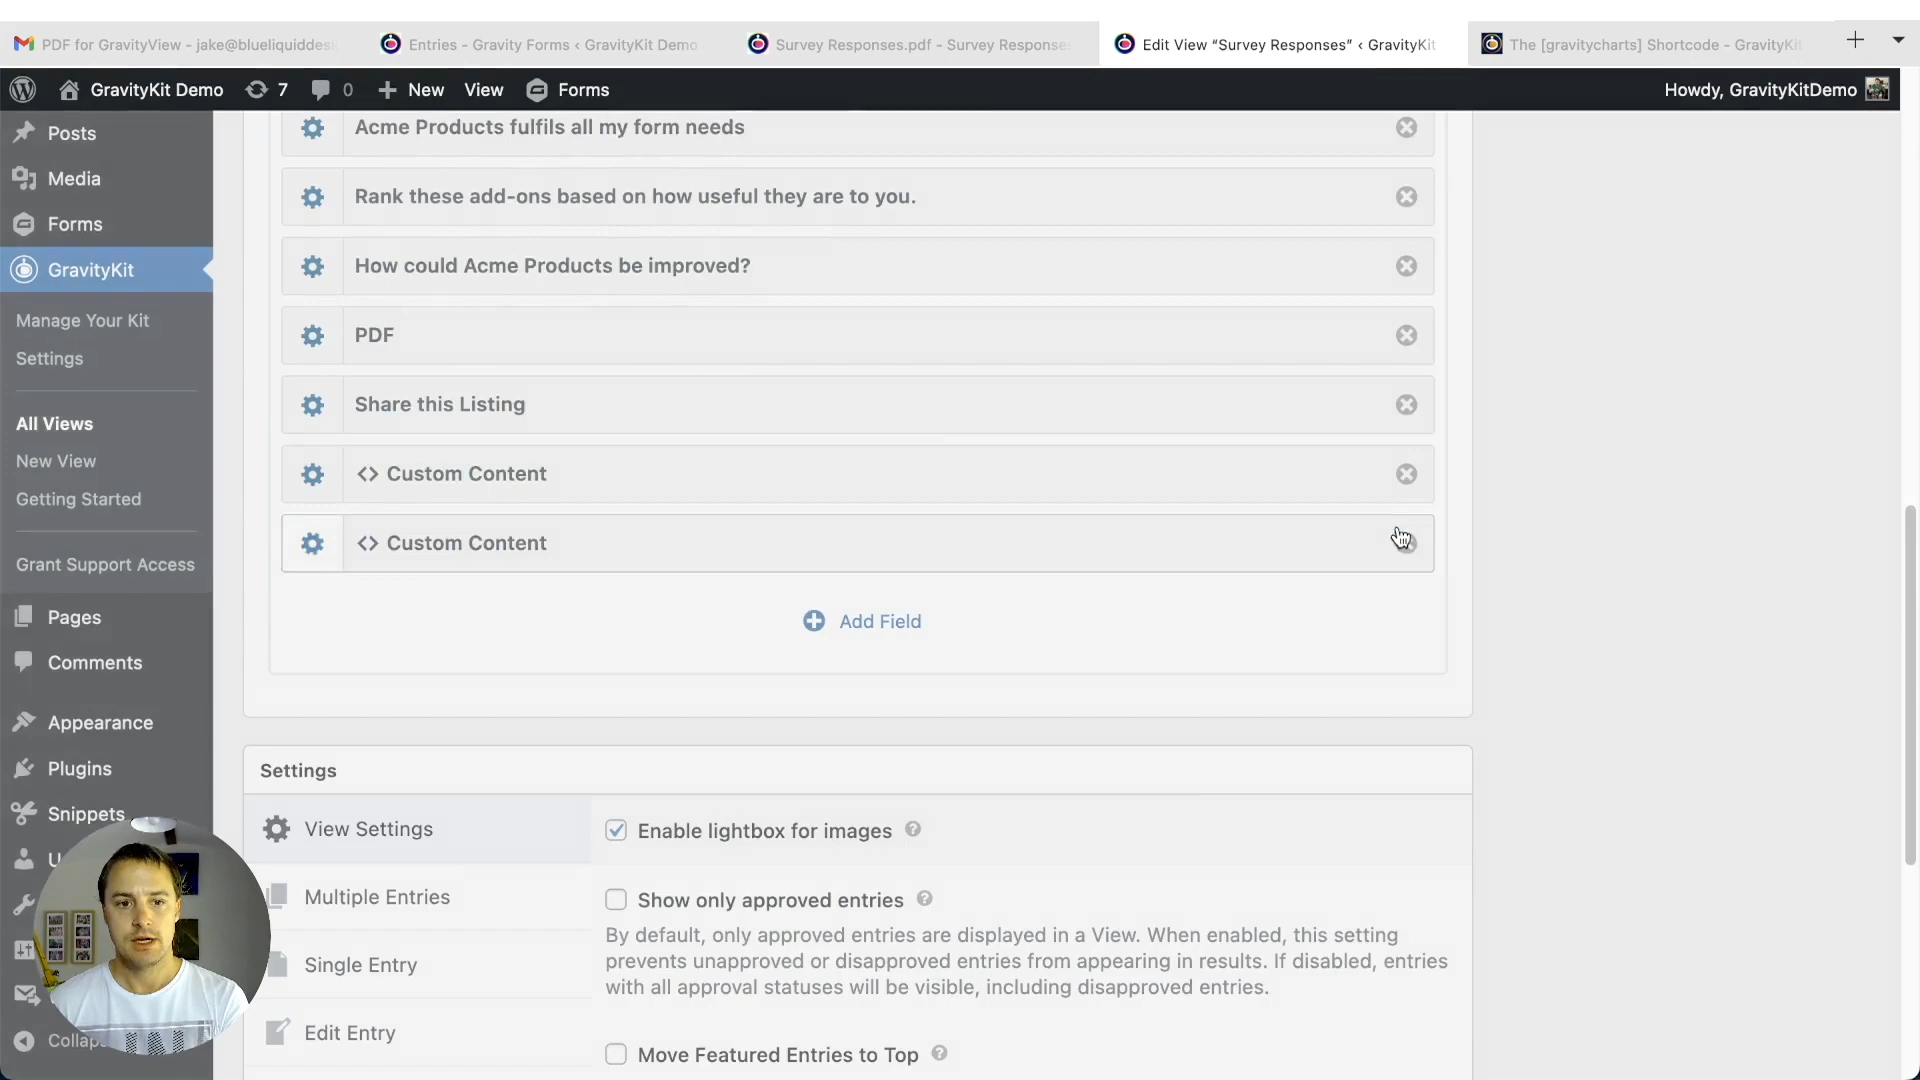 PDF for GravityView - jake@blueliquiddesi
Entries - Gravity Forms ‹ GravityKit Demo
Survey Responses.pdf - Survey Responses
Edit View “Survey Responses” ‹ GravityKit
The [gravitycharts] Shortcode - GravityKit
GravityKit Demo
7
0
New
View
Forms
Howdy, GravityKitDemo
Posts
Media
Forms
GravityKit
Manage Your Kit
Settings
All Views
New View
Getting Started
Grant Support Access
Pages
Comments
Appearance
Plugins
Snippets
Acme Products fulfils all my form needs
Rank these add-ons based on how useful they are to you.
How could Acme Products be improved?
PDF
Share this Listing
<> Custom Content
<> Custom Content
Add Field
Settings
View Settings
Multiple Entries
Single Entry
Edit Entry
Enable lightbox for images
Show only approved entries
By default, only approved entries are displayed in a View. When enabled, this setting
prevents unapproved or disapproved entries from appearing in results. If disabled, entries
with all approval statuses will be visible, including disapproved entries.
Move Featured Entries to Top